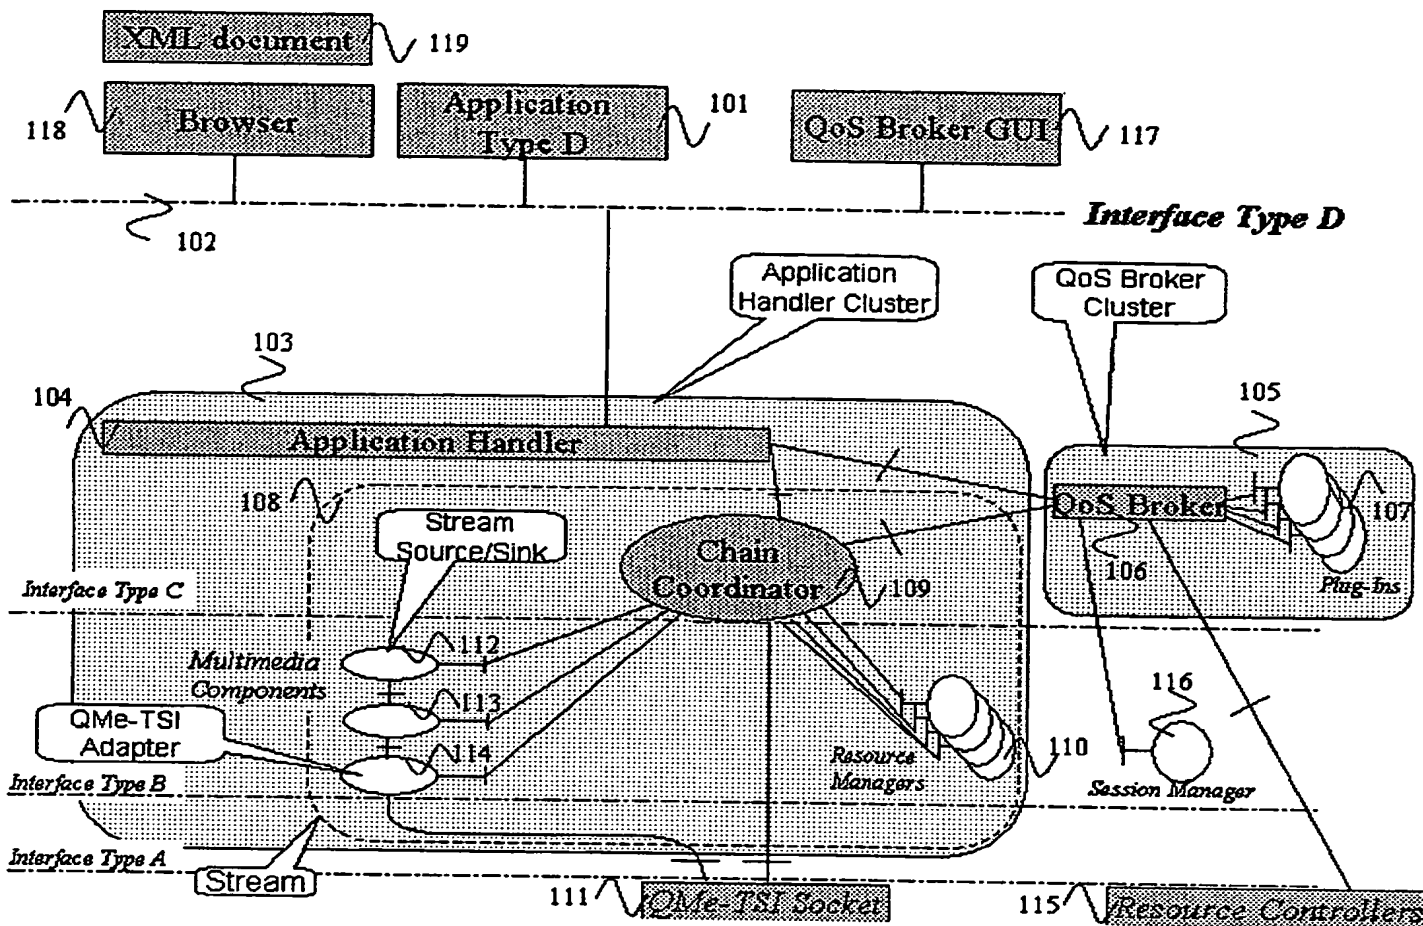 XML document
119
118
Browser
Application
Type D
101
QoS Broker GUI
117
102
Interface Type D
Application
Handler Cluster
QoS Broker
Cluster
103
104
Application Handler
105
108
Stream
Source/Sink
Chain
Coordinator
109
QoS Broker
106
107
Plug-Ins
Interface Type C
112
Multimedia
Components
113
QMe-TSI
Adapter
114
Resource
Managers
110
116
Session Manager
Interface Type B
Interface Type A
Stream
111
QMe-TSI Socket
115
Resource Controllers